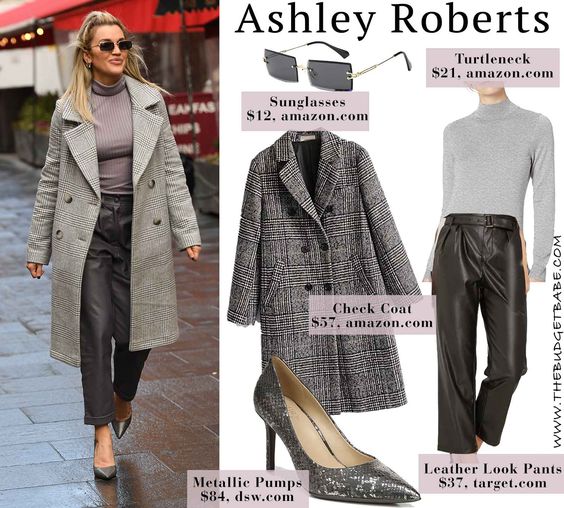 Ashley Roberts
Turtleneck
$21, amazon.com
Sunglasses
$12, amazon.com
Check Coat
$57, amazon.com
Leather Look Pants
$37, target.com
Metallic Pumps
$84, dsw.com
WWW.THEBUDGETBABE.COM